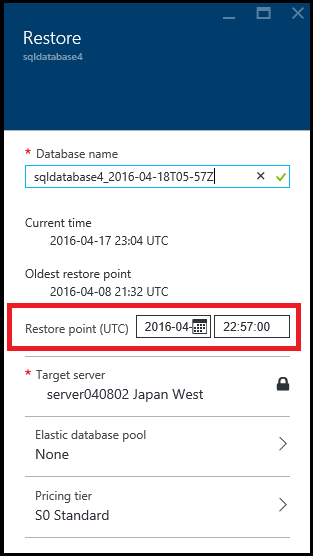 Restore
sqldatabase4
* Database name
sqldatabase4_2016-04-18T05-57Z
Current time
2016-04-17 23:04 UTC
Oldest restore point
2016-04-08 21:32 UTC
Restore point (UTC) 2016-04- 22:57:00
* Target server
server040802 Japan West
Elastic database pool
None
Pricing tier
S0 Standard